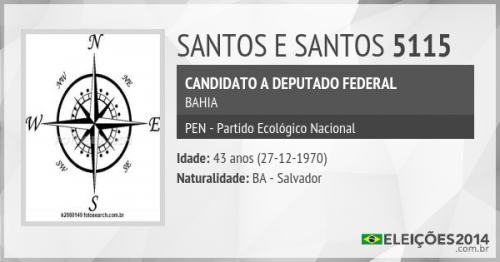 SANTOS E SANTOS 5115
CANDIDATO A DEPUTADO FEDERAL
BAHIA
PEN - Partido Ecológico Nacional
Idade: 43 anos (27-12-1970)
Naturalidade: BA - Salvador
N
NW NE
W E
SW SE
S
k2988149 fotosearch.com.br
ELEIÇÕES2014
.com.br